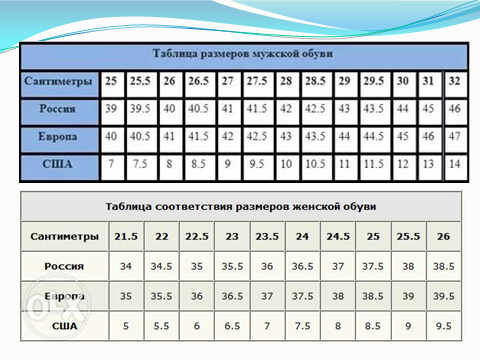 Таблица размеров мужской обуви
Сантиметры 25 25.5 26 26.5 27 27.5 28 28.5 29 29.5 30 31 32
Россия 39 39.5 40 40.5 41 41.5 42 42.5 43 43.5 44 45 46
Европа 40 40.5 41 41.5 42 42.5 43 43.5 44 44.5 45 46 47
США 7 7.5 8 8.5 9 9.5 10 10.5 11 11.5 12 13 14
Таблица соответствия размеров женской обуви
Сантиметры 21.5 22 22.5 23 23.5 24 24.5 25 25.5 26
Россия 34 34.5 35 35.5 36 36.5 37 37.5 38 38.5
Европа 35 35.5 36 36.5 37 37.5 38 38.5 39 39.5
США 5 5.5 6 6.5 7 7.5 8 8.5 9 9.5
OLX